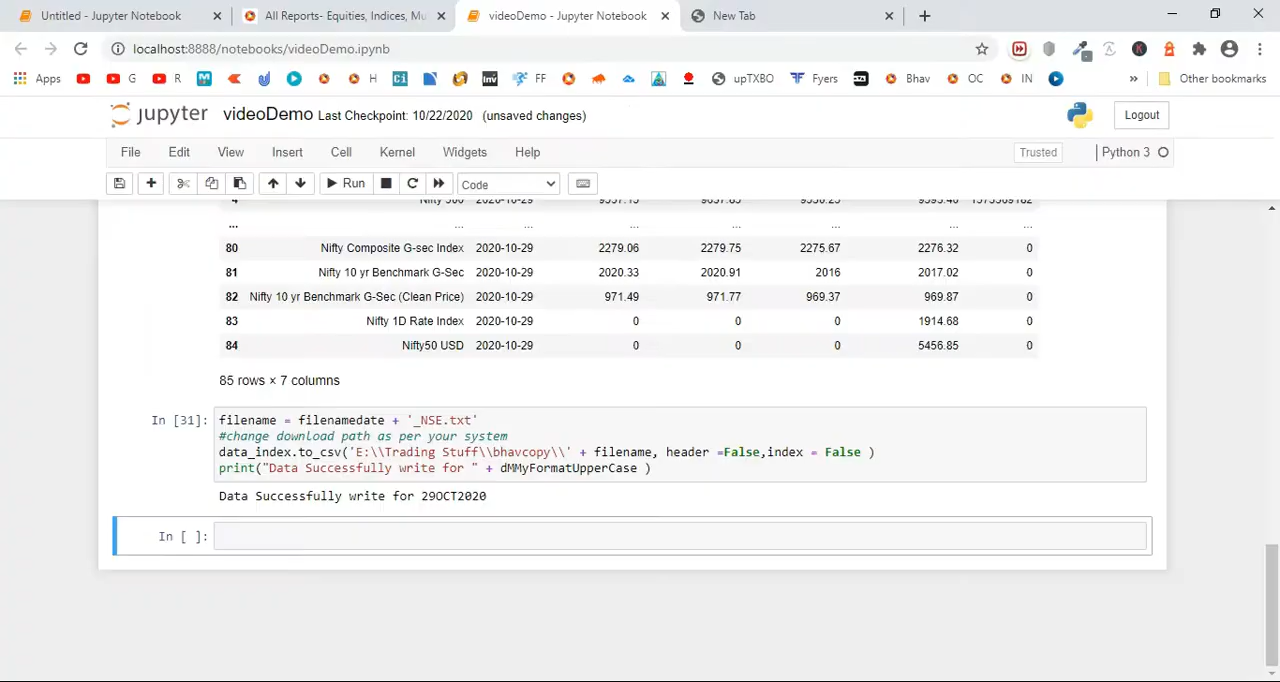 Untitled - Jupyter Notebook
All Reports- Equities, Indices, Mu
videoDemo - Jupyter Notebook
New Tab
localhost:8888/notebooks/videoDemo.ipynb
Apps G R H FF upTXBO Fyers Bhav OC IN » Other bookmarks
jupyter videoDemo Last Checkpoint: 10/22/2020 (unsaved changes) Logout
File Edit View Insert Cell Kernel Widgets Help Trusted Python 3
Run Code
4 Nifty 500 2020-10-29
... ... ... ... ... ... ... ...
80 Nifty Composite G-sec Index 2020-10-29 2279.06 2279.75 2275.67 2276.32 0
81 Nifty 10 yr Benchmark G-Sec 2020-10-29 2020.33 2020.91 2016 2017.02 0
82 Nifty 10 yr Benchmark G-Sec (Clean Price) 2020-10-29 971.49 971.77 969.37 969.87 0
83 Nifty 1D Rate Index 2020-10-29 0 0 0 1914.68 0
84 Nifty50 USD 2020-10-29 0 0 0 5456.85 0
85 rows × 7 columns
In [31]: filename = filenamedate + '_NSE.txt'
#change download path as per your system
data_index.to_csv('E:\\Trading Stuff\\bhavcopy\\' + filename, header =False,index = False )
print("Data Successfully write for " + dMMyFormatUpperCase )
Data Successfully write for 29OCT2020
In [ ]: